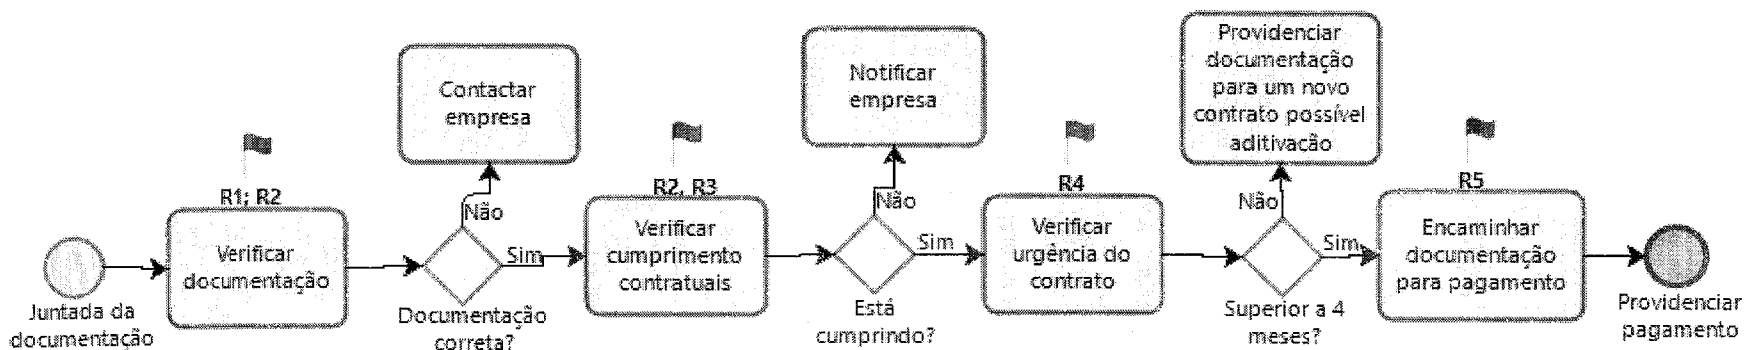 Juntada da
documentação
R1; R2
Verificar
documentação
Documentação
correta?
Não
Contactar
empresa
Sim
R2, R3
Verificar
cumprimento
contratuais
Está
cumprindo?
Não
Notificar
empresa
Sim
R4
Verificar
urgência do
contrato
Superior a 4
meses?
Não
Providenciar
documentação
para um novo
contrato possível
aditivação
Sim
R5
Encaminhar
documentação
para pagamento
Providenciar
pagamento